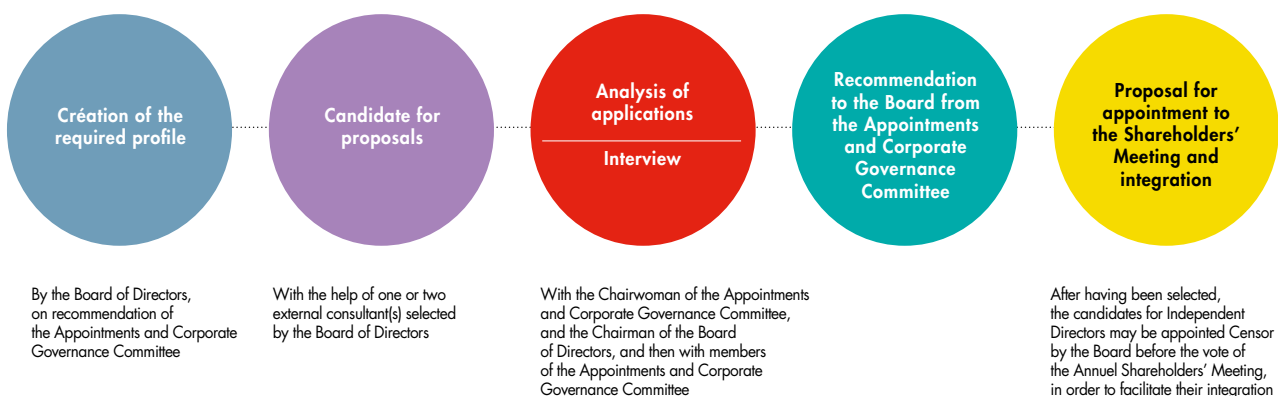 Création of the
required profile
Candidate for
proposals
Analysis of
applications
Interview
Recommendation
to the Board from
the Appointments
and Corporate
Governance
Committee
Proposal for
appointment to
the Shareholders'
Meeting and
integration
By the Board of Directors,
on recommendation of
the Appointments and Corporate
Governance Committee
With the help of one or two
external consultant(s) selected
by the Board of Directors
With the Chairwoman of the Appointments
and Corporate Governance Committee,
and the Chairman of the Board
of Directors, and then with members
of the Appointments and Corporate
Governance Committee
After having been selected,
the candidates for Independent
Directors may be appointed Censor
by the Board before the vote of
the Annuel Shareholders' Meeting,
in order to facilitate their integration